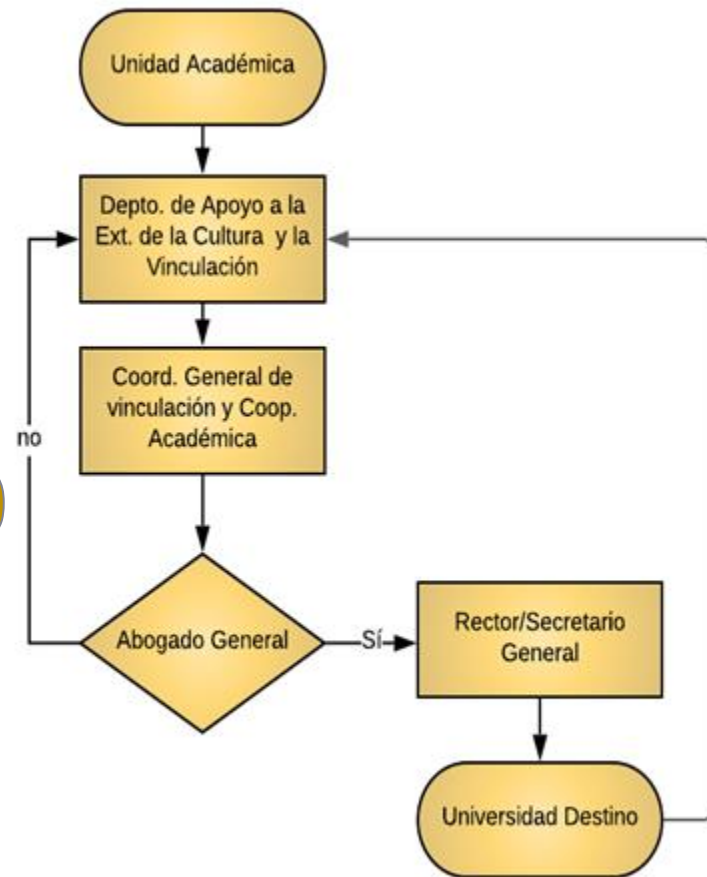 Unidad Académica
Depto. de Apoyo a la
Ext. de la Cultura y la
Vinculación
Coord. General de
vinculación y Coop.
Académica
no
Abogado General
Sí
Rector/Secretario
General
Universidad Destino